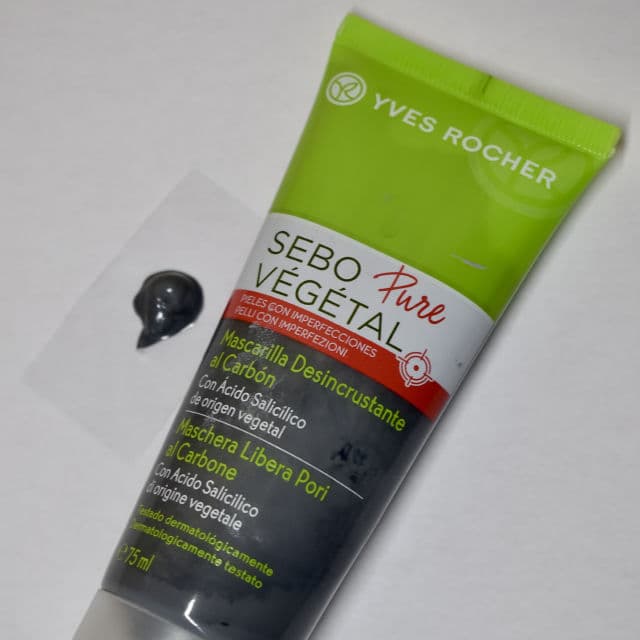 YVES ROCHER
SEBO Pure
VÉGÉTAL
PIELES CON IMPERFECCIONES
PELLI CON IMPERFEZIONI
Mascarilla Desincrustante
al Carbón
Con Ácido Salicílico
de origen vegetal
Maschera Libera Pori
al Carbone
Con Acido Salicilico
di origine vegetale
Testado dermatológicamente
Dermatologicamente testato
e 75 ml